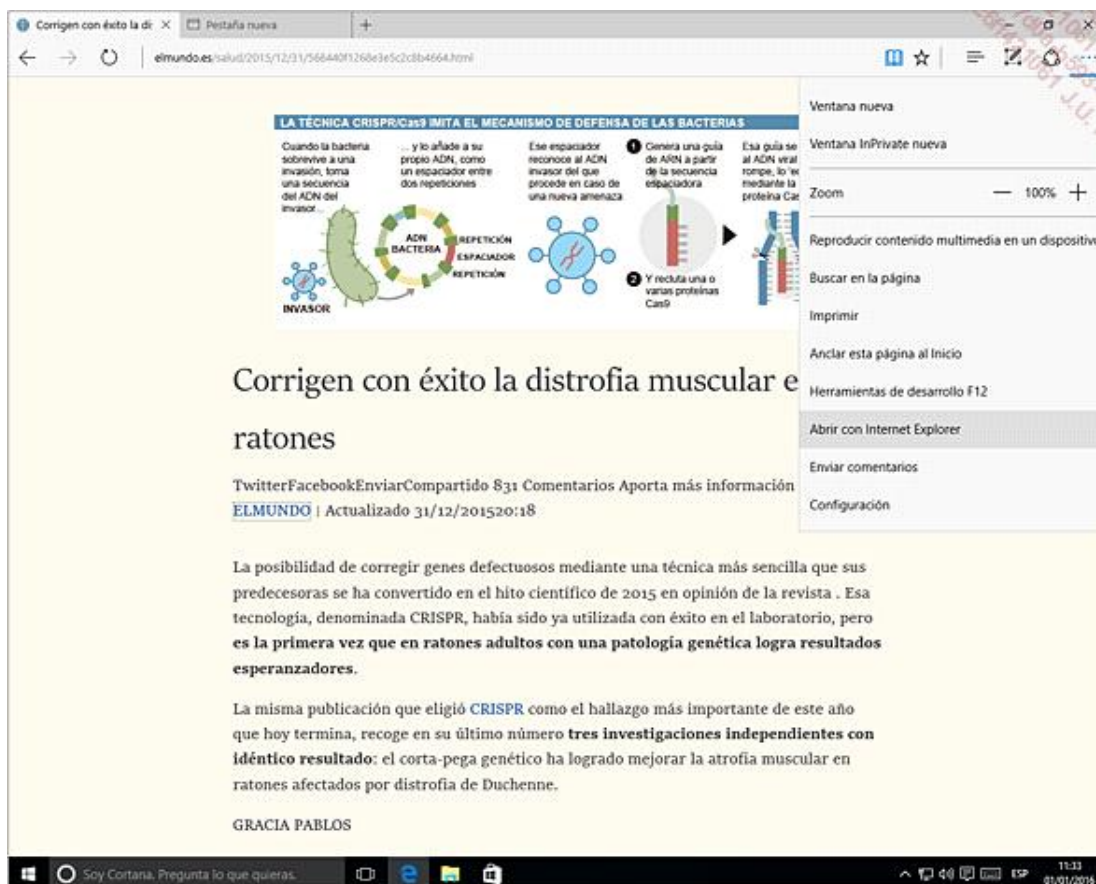 Corrigen con éxito la di:
Pestaña nueva
elmundo.es/salud/2015/12/31/566440f1268e3e5c2c8b4664.html
Ventana nueva
Ventana InPrivate nueva
Zoom
100%
Reproducir contenido multimedia en un dispositivo
Buscar en la página
Imprimir
Anclar esta página al Inicio
Herramientas de desarrollo F12
Abrir con Internet Explorer
Enviar comentarios
Configuración
LA TÉCNICA CRISPR/Cas9 IMITA EL MECANISMO DE DEFENSA DE LAS BACTERIAS
Cuando la bacteria
sobrevive a una
invasión, toma
una secuencia
del ADN del
invasor...
INVASOR
... y lo añade a su
propio ADN, como
un espaciador entre
dos repeticiones
ADN
BACTERIA
REPETICIÓN
ESPACIADOR
REPETICIÓN
Ese espaciador
reconoce al ADN
invasor del que
procede en caso de
una nueva amenaza
1 Genera una guía
de ARN a partir
de la secuencia
espaciadora
2 Y recluta una o
varias proteínas
Cas9
Esa guía se
al ADN viral
rompe, lo
mediante la
proteína Cas
Corrigen con éxito la distrofia muscular e
ratones
TwitterFacebookEnviarCompartido 831 Comentarios Aporta más información
ELMUNDO | Actualizado 31/12/201520:18
La posibilidad de corregir genes defectuosos mediante una técnica más sencilla que sus
predecesoras se ha convertido en el hito científico de 2015 en opinión de la revista . Esa
tecnología, denominada CRISPR, había sido ya utilizada con éxito en el laboratorio, pero
es la primera vez que en ratones adultos con una patología genética logra resultados
esperanzadores.
La misma publicación que eligió CRISPR como el hallazgo más importante de este año
que hoy termina, recoge en su último número tres investigaciones independientes con
idéntico resultado: el corta-pega genético ha logrado mejorar la atrofia muscular en
ratones afectados por distrofia de Duchenne.
GRACIA PABLOS
Soy Cortana. Pregunta lo que quieras.
ESP
11:33
01/01/2016